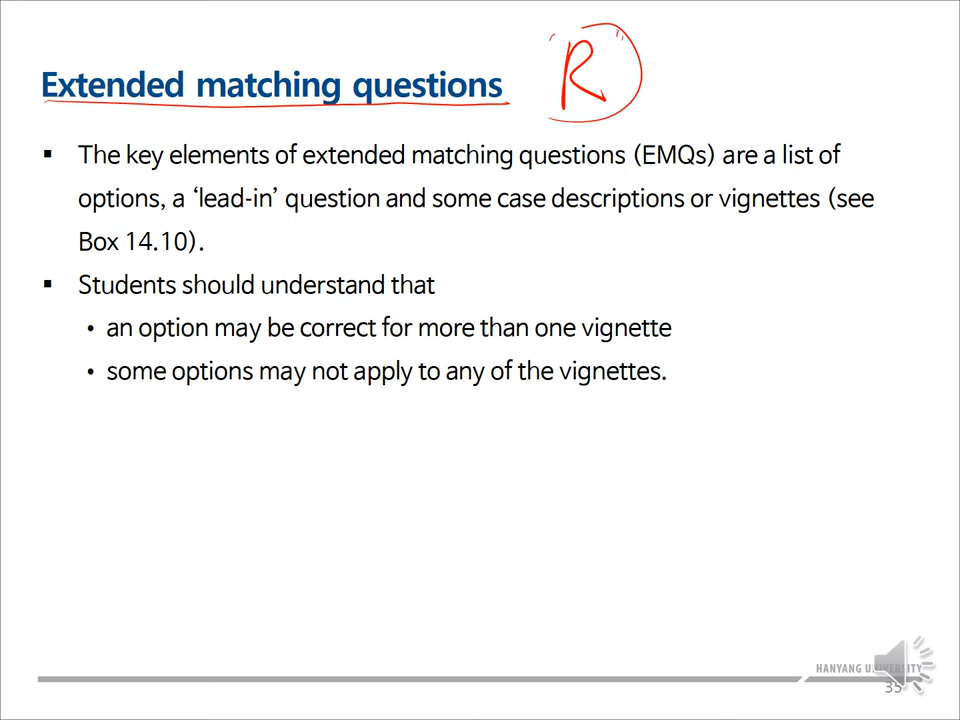 Extended matching questions
R
▪ The key elements of extended matching questions (EMQs) are a list of
options, a ‘lead-in’ question and some case descriptions or vignettes (see
Box 14.10).
▪ Students should understand that
• an option may be correct for more than one vignette
• some options may not apply to any of the vignettes.
HANYANG UNIVERSITY
35